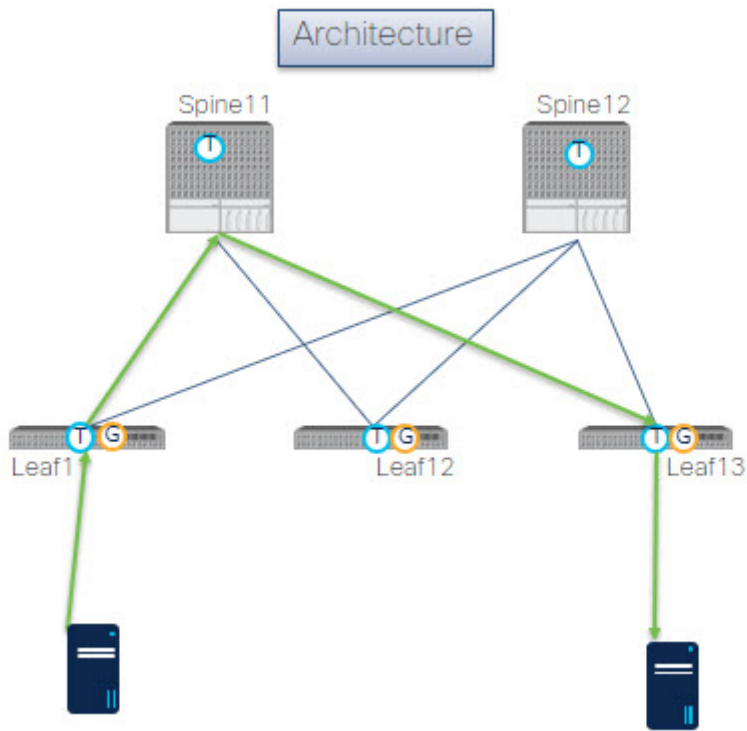 Architecture
Spine11
Spine12
T
T
T G
T G
T G
Leaf1
Leaf12
Leaf13